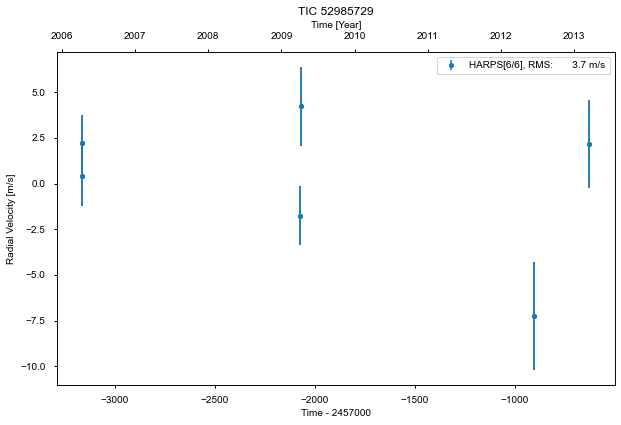 TIC 52985729
Time [Year]
2006 2007 2008 2009 2010 2011 2012 2013
HARPS[6/6], RMS: 3.7 m/s
5.0
2.5
0.0
−2.5
−5.0
−7.5
−10.0
Radial Velocity [m/s]
−3000 −2500 −2000 −1500 −1000
Time - 2457000